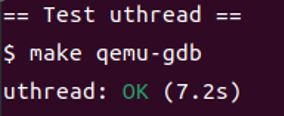 == Test uthread ==
$ make qemu-gdb
uthread: OK (7.2s)